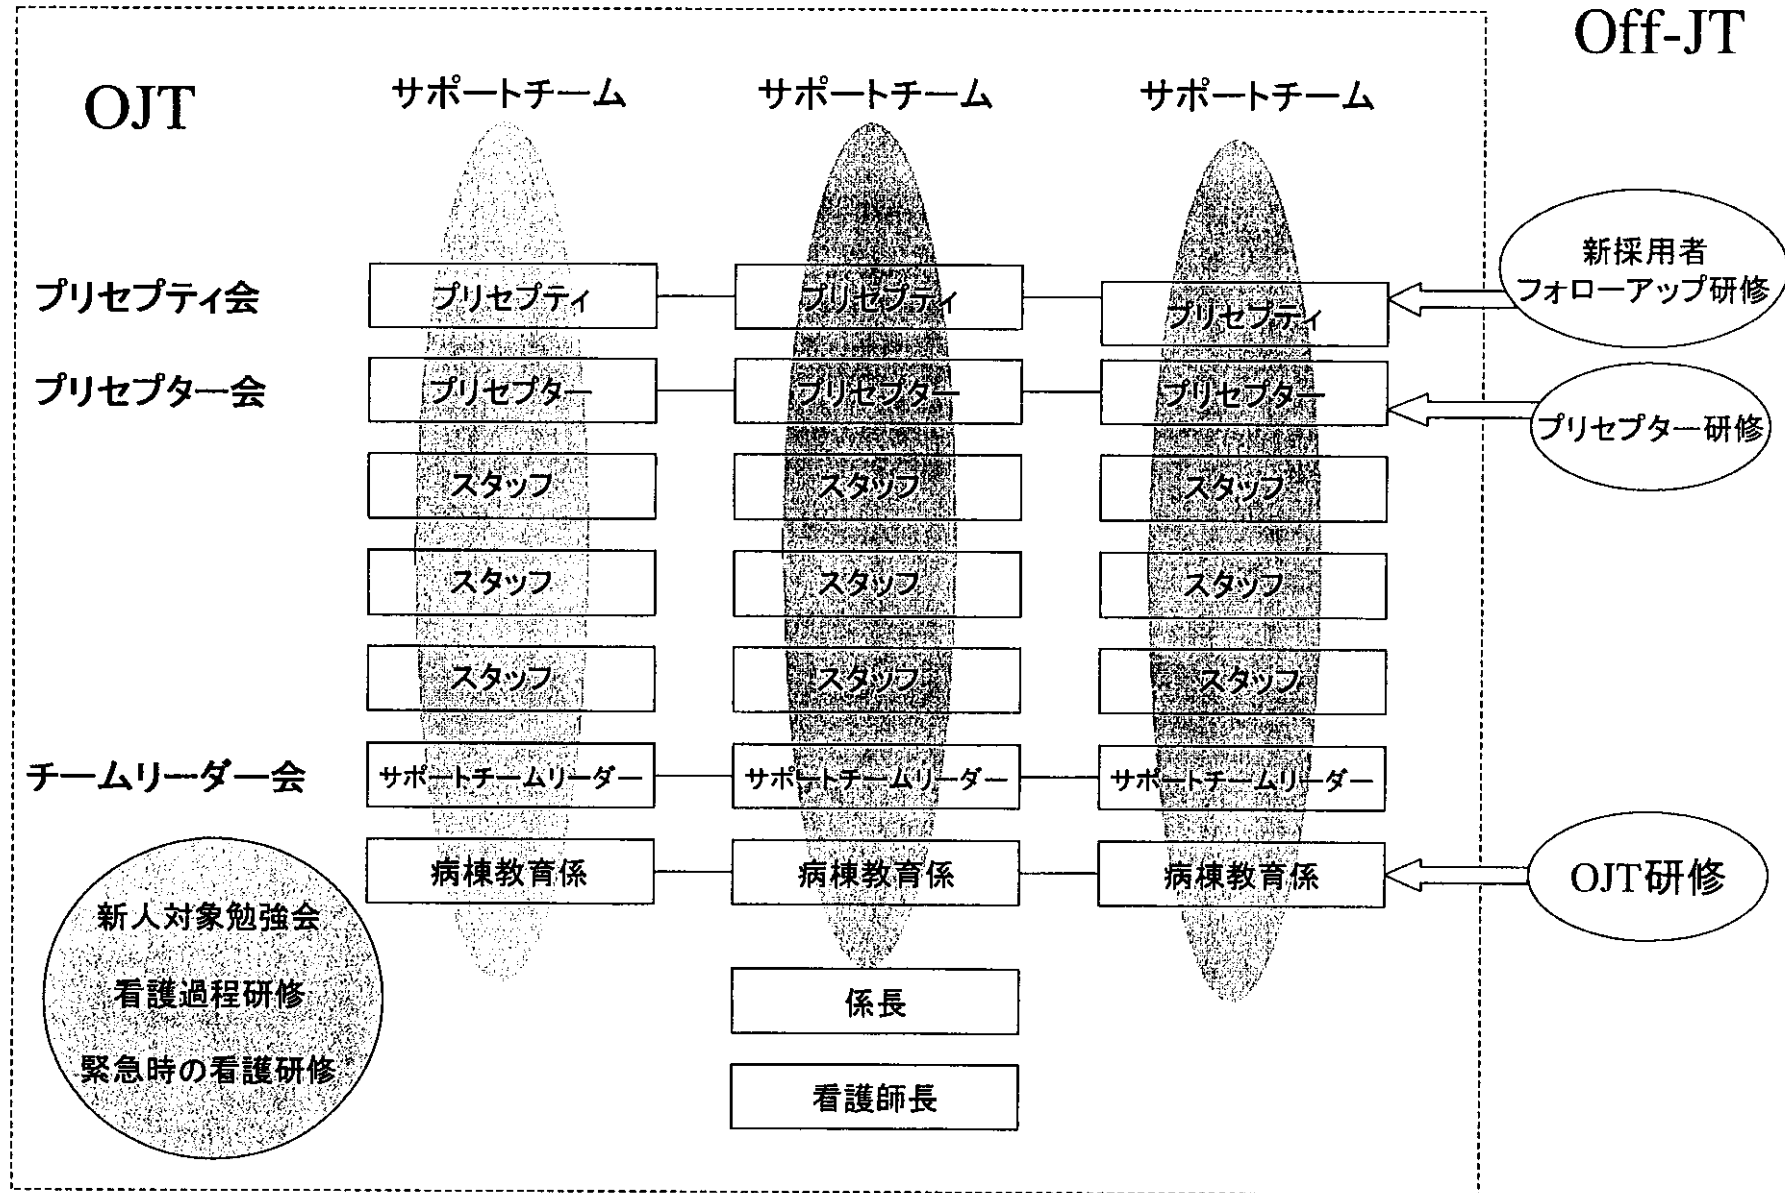 Off-JT
OJT
サポートチーム
サポートチーム
サポートチーム
プリセプティ会
プリセプティ
プリセプティ
プリセプティ
新採用者
フォローアップ研修
プリセプター会
プリセプター
プリセプター
プリセプター
プリセプター研修
スタッフ
スタッフ
スタッフ
スタッフ
スタッフ
スタッフ
スタッフ
スタッフ
スタッフ
チームリーダー会
サポートチームリーダー
サポートチームリーダー
サポートチームリーダー
病棟教育係
病棟教育係
病棟教育係
OJT研修
新人対象勉強会
看護過程研修
緊急時の看護研修
係長
看護師長